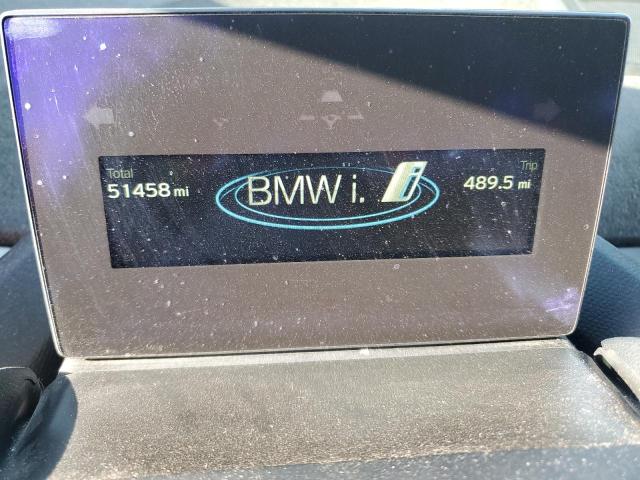 Total
51458 mi
BMW i.
i
Trip
489.5 mi